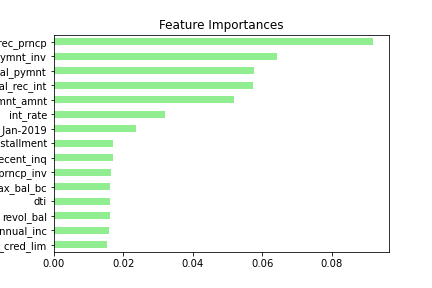 Feature Importances
rec_prncp
ymnt_inv
al_pymnt
al_rec_int
mnt_amnt
int_rate
Jan-2019
stallment
ecent_inq
prncp_inv
ax_bal_bc
dti
revol_bal
nnual_inc
_cred_lim
0.00 0.02 0.04 0.06 0.08